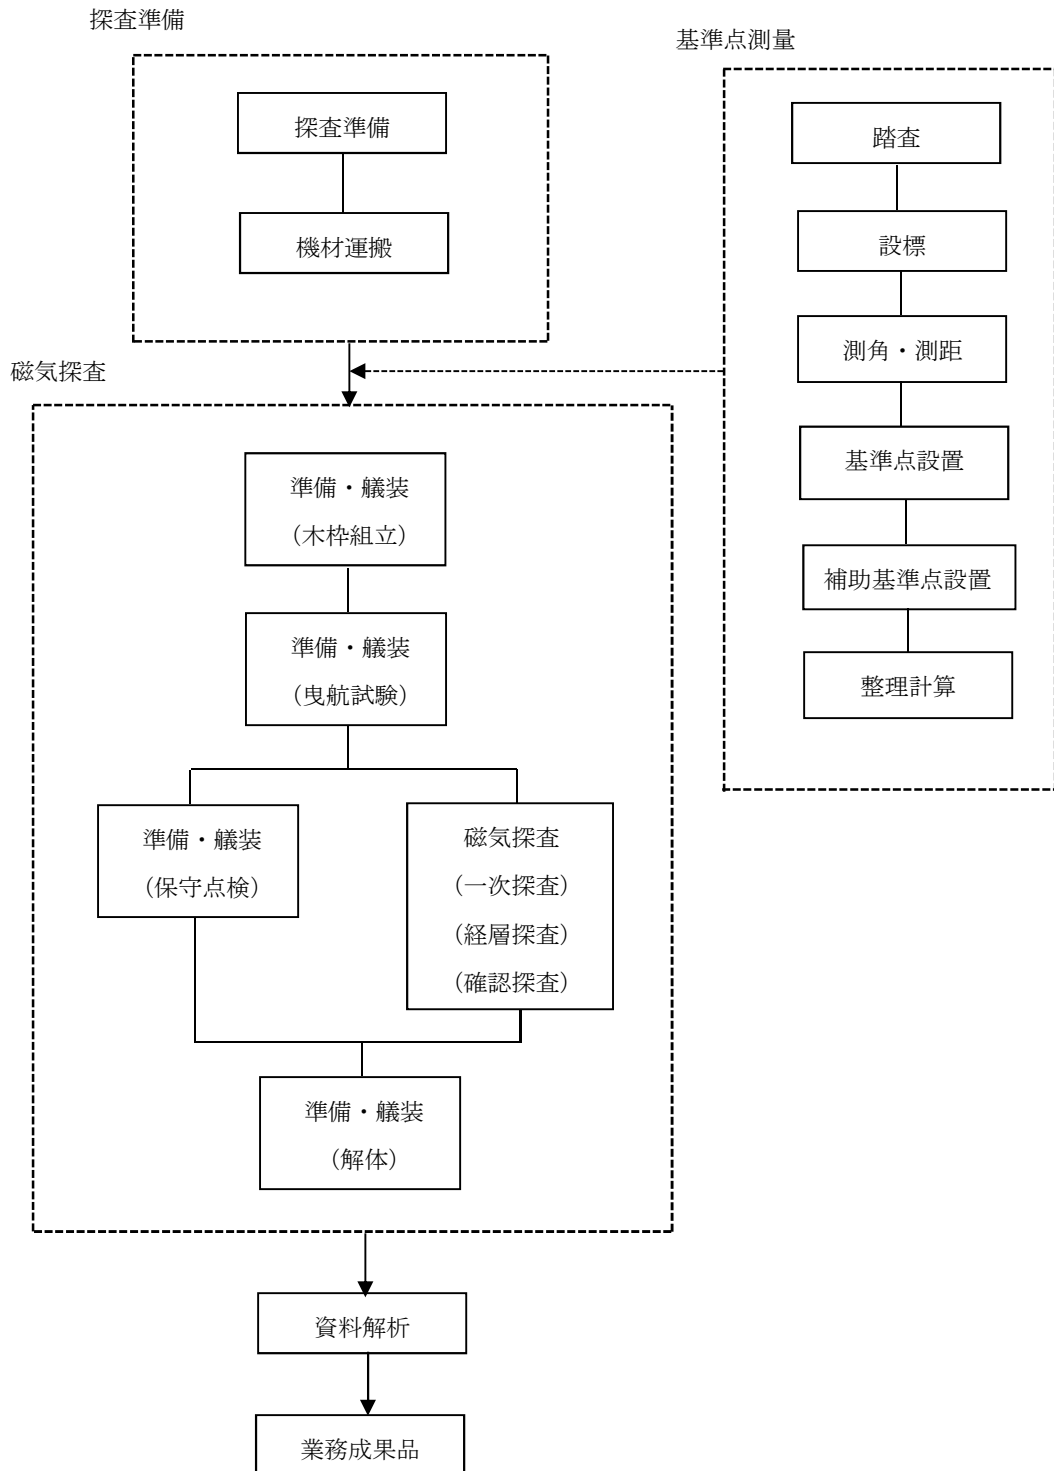 探査準備
探査準備
機材運搬
基準点測量
踏査
設標
測角・測距
基準点設置
補助基準点設置
整理計算
磁気探査
準備・艤装
（木枠組立）
準備・艤装
（曳航試験）
準備・艤装
（保守点検）
磁気探査
（一次探査）
（経層探査）
（確認探査）
準備・艤装
（解体）
資料解析
業務成果品